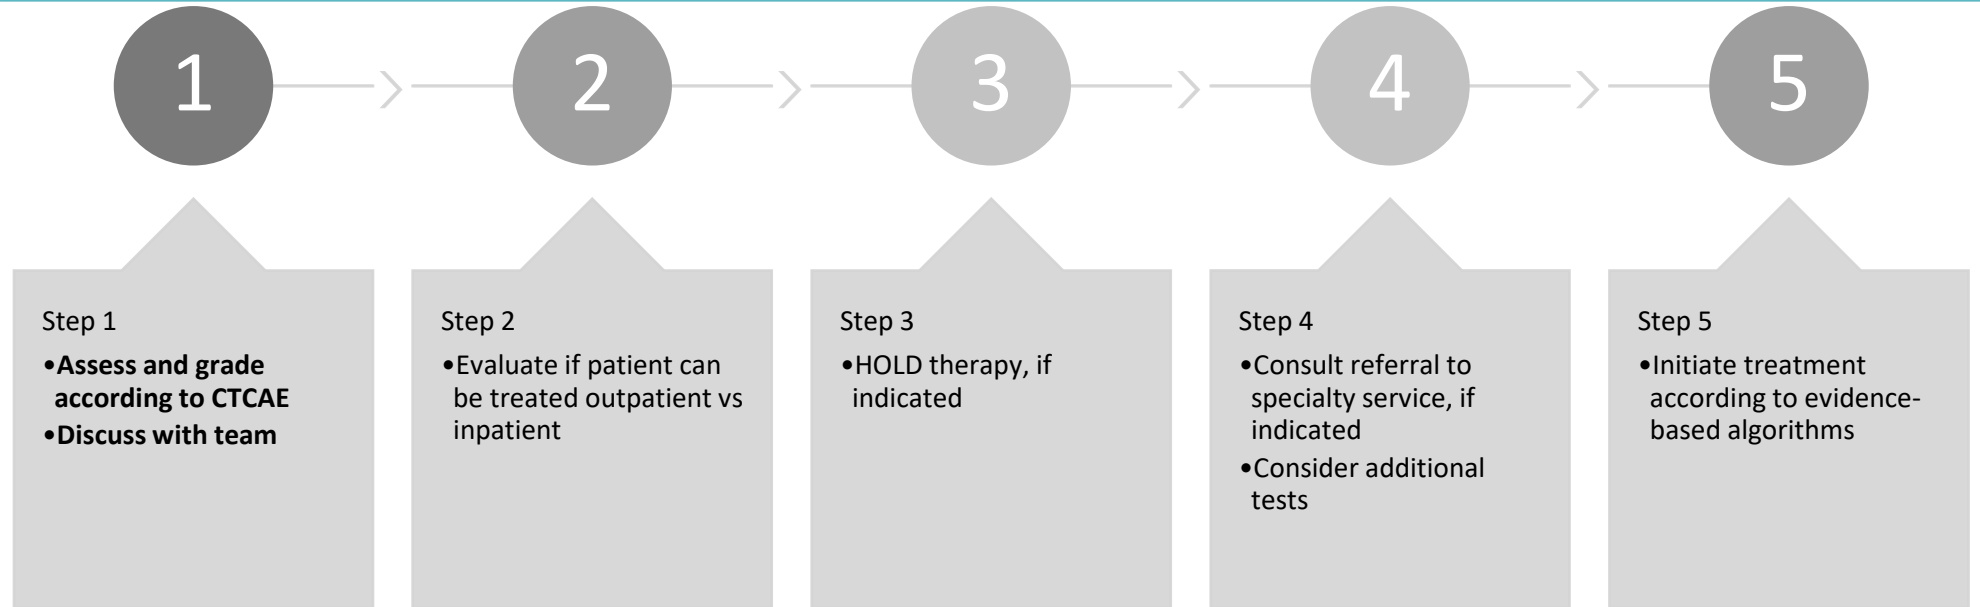 1
2
3
4
5
Step 1
•Assess and grade
according to CTCAE
•Discuss with team
Step 2
•Evaluate if patient can
be treated outpatient vs
inpatient
Step 3
•HOLD therapy, if
indicated
Step 4
•Consult referral to
specialty service, if
indicated
•Consider additional
tests
Step 5
•Initiate treatment
according to evidence-
based algorithms